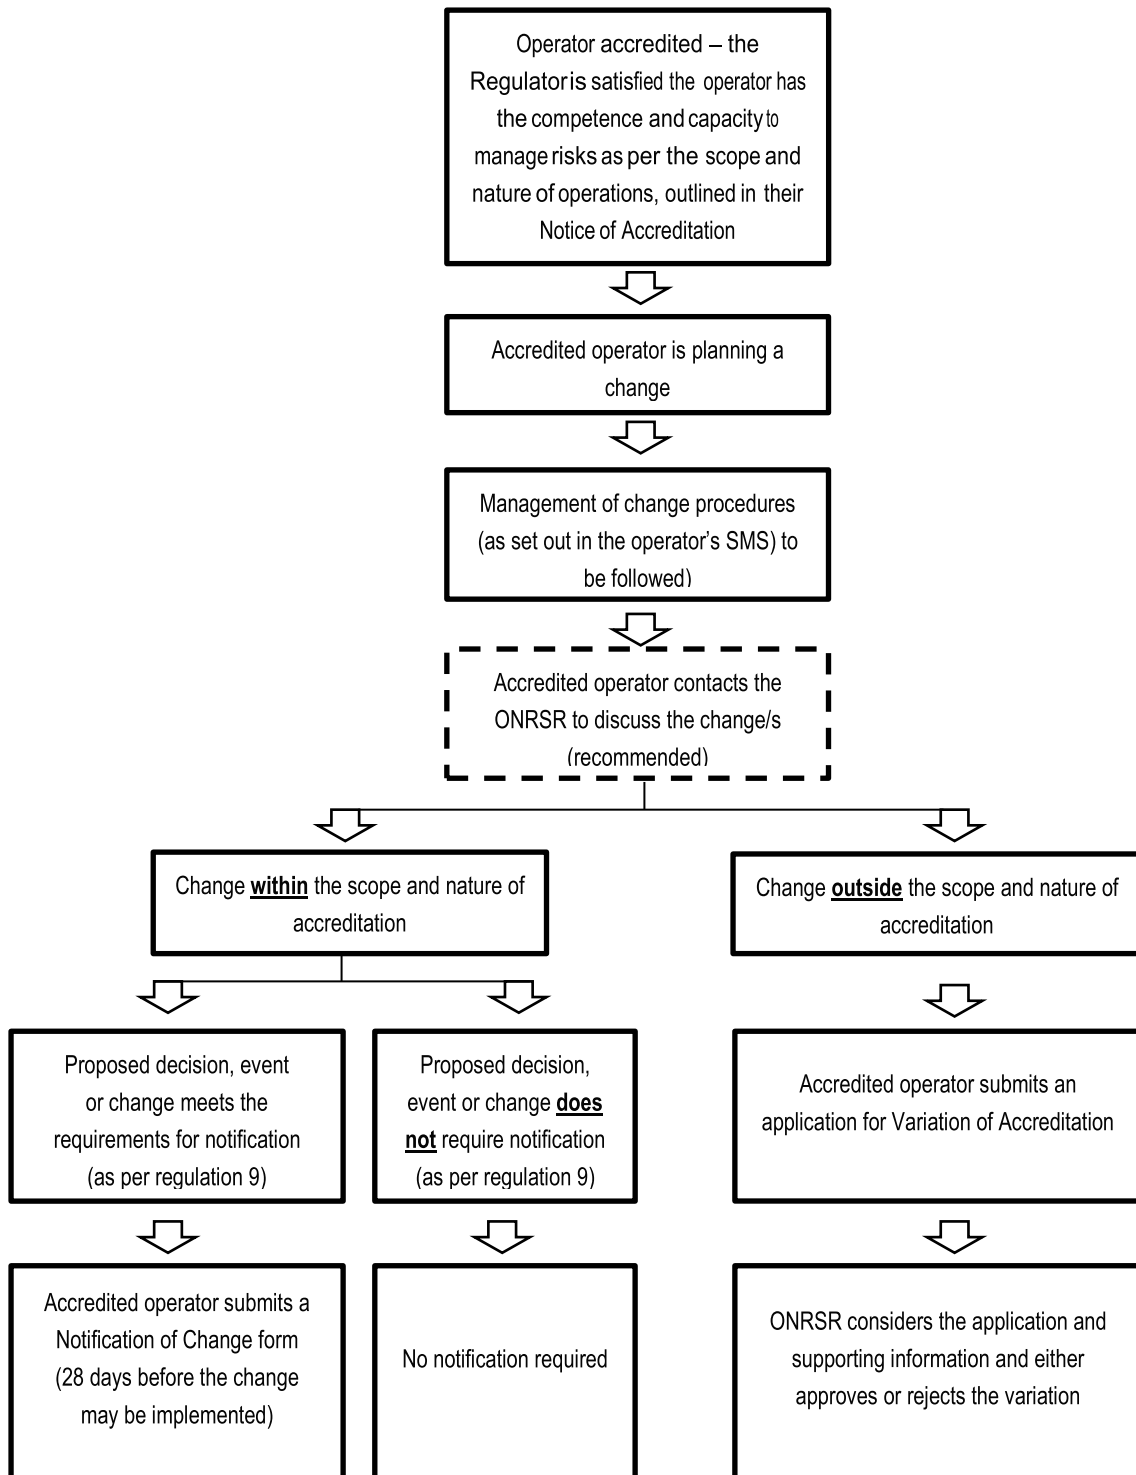 Operator accredited – the
Regulator is satisfied the operator has
the competence and capacity to
manage risks as per the scope and
nature of operations, outlined in their
Notice of Accreditation
Accredited operator is planning a
change
Management of change procedures
(as set out in the operator's SMS) to
be followed)
Accredited operator contacts the
ONRSR to discuss the change/s
(recommended)
Change within the scope and nature of
accreditation
Change outside the scope and nature of
accreditation
Proposed decision, event
or change meets the
requirements for notification
(as per regulation 9)
Proposed decision,
event or change does
not require notification
(as per regulation 9)
Accredited operator submits an
application for Variation of Accreditation
Accredited operator submits a
Notification of Change form
(28 days before the change
may be implemented)
No notification required
ONRSR considers the application and
supporting information and either
approves or rejects the variation